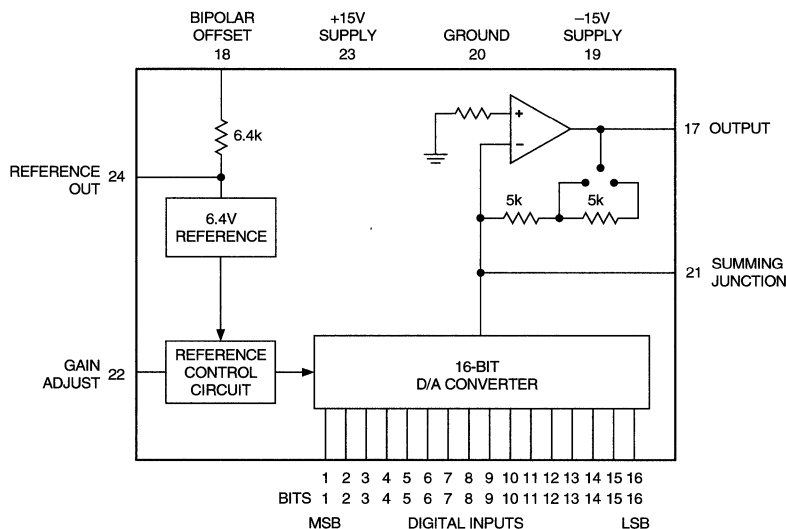 BIPOLAR
OFFSET
18
+15V
SUPPLY
23
GROUND
20
–15V
SUPPLY
19
6.4k
REFERENCE
OUT
24
6.4V
REFERENCE
+
–
17 OUTPUT
5k
5k
21
SUMMING
JUNCTION
GAIN
ADJUST
22
REFERENCE
CONTROL
CIRCUIT
16-BIT
D/A CONVERTER
1 2 3 4 5 6 7 8 9 10 11 12 13 14 15 16
BITS 1 2 3 4 5 6 7 8 9 10 11 12 13 14 15 16
MSB DIGITAL INPUTS LSB